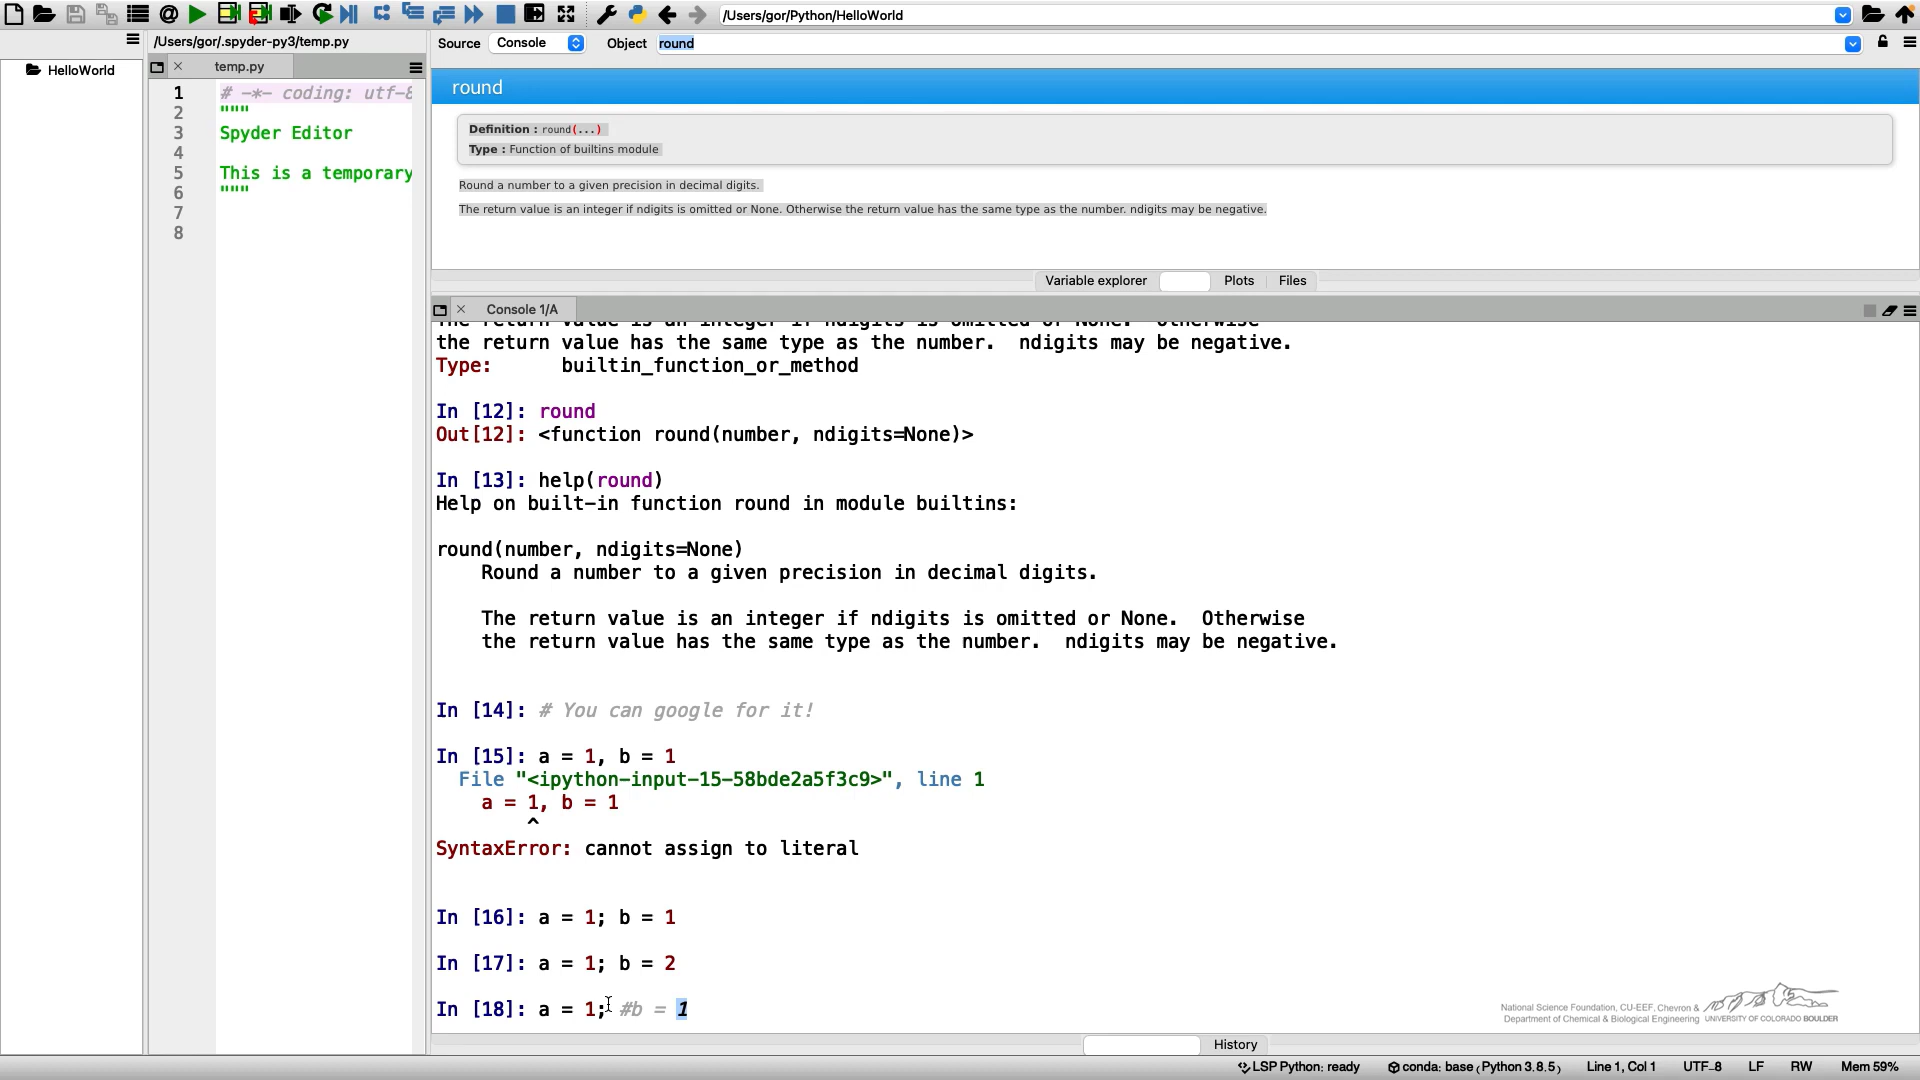 /Users/gor/Python/HelloWorld
/Users/gor/.spyder-py3/temp.py
Source Console Object round
HelloWorld
temp.py
1 # -*- coding: utf-8
2 """
3 Spyder Editor
4
5 This is a temporary
6 """
7
8
round
Definition : round(...)
Type : Function of builtins module
Round a number to a given precision in decimal digits.
The return value is an integer if ndigits is omitted or None. Otherwise the return value has the same type as the number. ndigits may be negative.
Variable explorer Plots Files
Console 1/A
The return value is an integer if ndigits is omitted or None.  Otherwise
the return value has the same type as the number.  ndigits may be negative.
Type:      builtin_function_or_method
In [12]: round
Out[12]: <function round(number, ndigits=None)>
In [13]: help(round)
Help on built-in function round in module builtins:
round(number, ndigits=None)
Round a number to a given precision in decimal digits.
The return value is an integer if ndigits is omitted or None.  Otherwise
the return value has the same type as the number.  ndigits may be negative.
In [14]: # You can google for it!
In [15]: a = 1, b = 1
File "<ipython-input-15-58bde2a5f3c9>", line 1
a = 1, b = 1
^
SyntaxError: cannot assign to literal
In [16]: a = 1; b = 1
In [17]: a = 1; b = 2
In [18]: a = 1; #b = 1
National Science Foundation, CU-EEF, Chevron &
Department of Chemical & Biological Engineering UNIVERSITY OF COLORADO BOULDER
History
LSP Python: ready conda: base (Python 3.8.5) Line 1, Col 1 UTF-8 LF RW Mem 59%